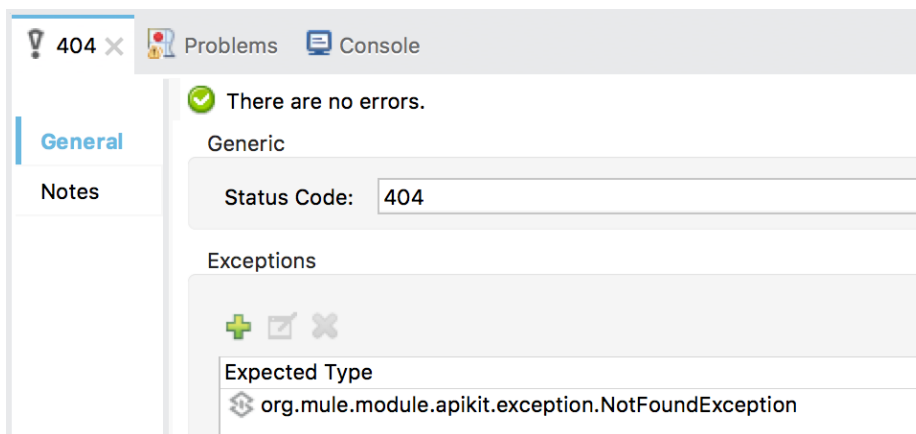 404 Problems Console
There are no errors.
General
Generic
Notes
Status Code: 404
Exceptions
Expected Type
org.mule.module.apikit.exception.NotFoundException